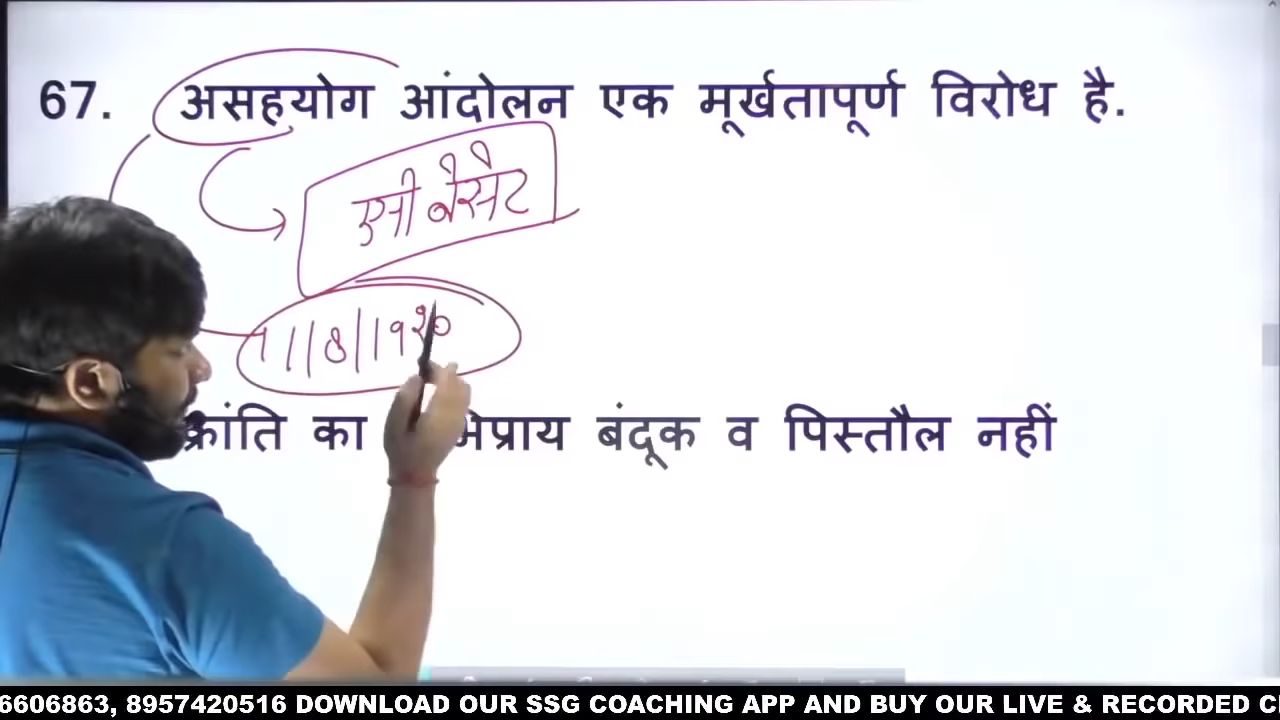 67. असहयोग आंदोलन एक मूर्खतापूर्ण विरोध है.
एनी बेसेंट
1/8/1920
क्रांति का बंदूक व पिस्तौल नहीं
6606863, 8957420516 DOWNLOAD OUR SSG COACHING APP AND BUY OUR LIVE & RECORDED